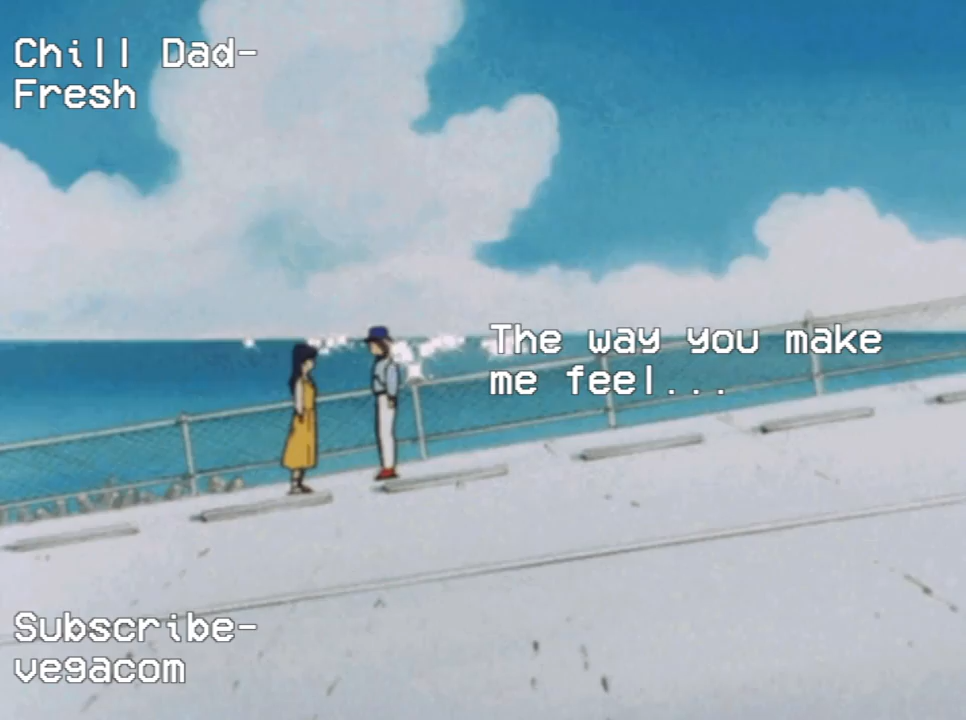 Chill Dad-
Fresh
The way you make
me feel...
Subscribe-
vegacom